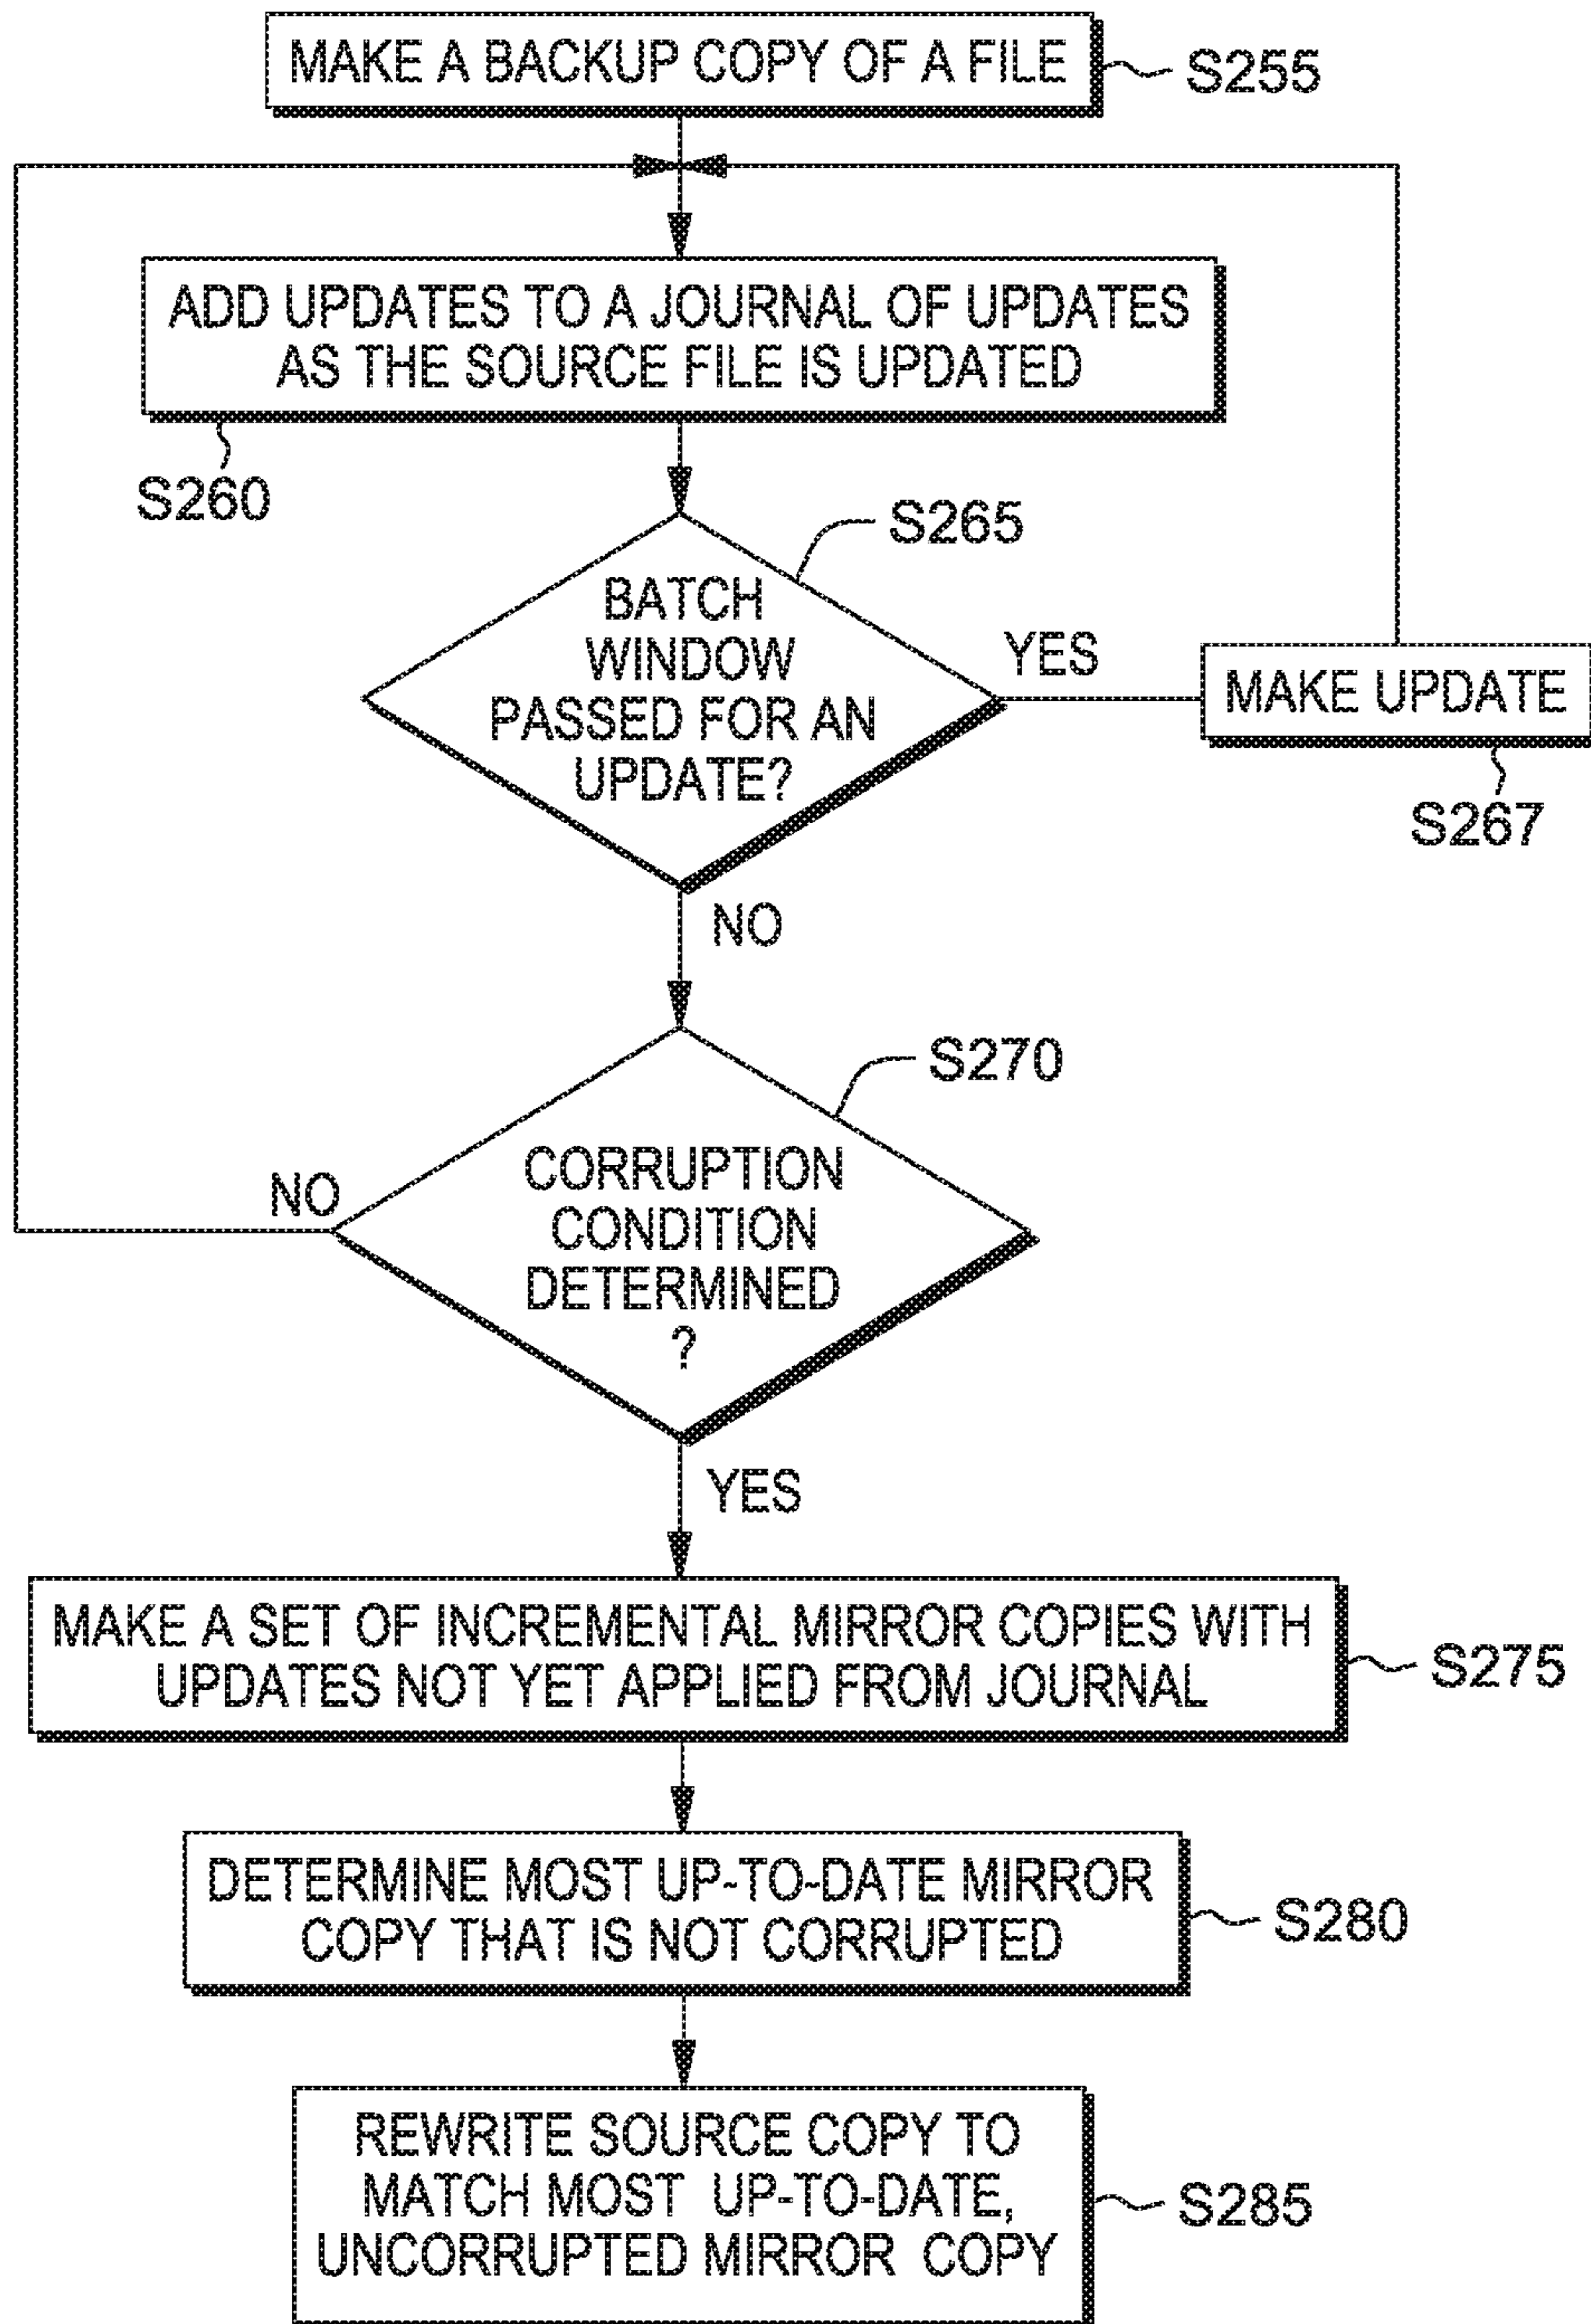 MAKE A BACKUP COPY OF A FILE
S255
ADD UPDATES TO A JOURNAL OF UPDATES
AS THE SOURCE FILE IS UPDATED
S260
S265
BATCH
WINDOW
PASSED FOR AN
UPDATE?
YES
MAKE UPDATE
S267
NO
S270
CORRUPTION
CONDITION
DETERMINED
?
NO
YES
MAKE A SET OF INCREMENTAL MIRROR COPIES WITH
UPDATES NOT YET APPLIED FROM JOURNAL
S275
DETERMINE MOST UP-TO-DATE MIRROR
COPY THAT IS NOT CORRUPTED
S280
REWRITE SOURCE COPY TO
MATCH MOST UP-TO-DATE,
UNCORRUPTED MIRROR COPY
S285